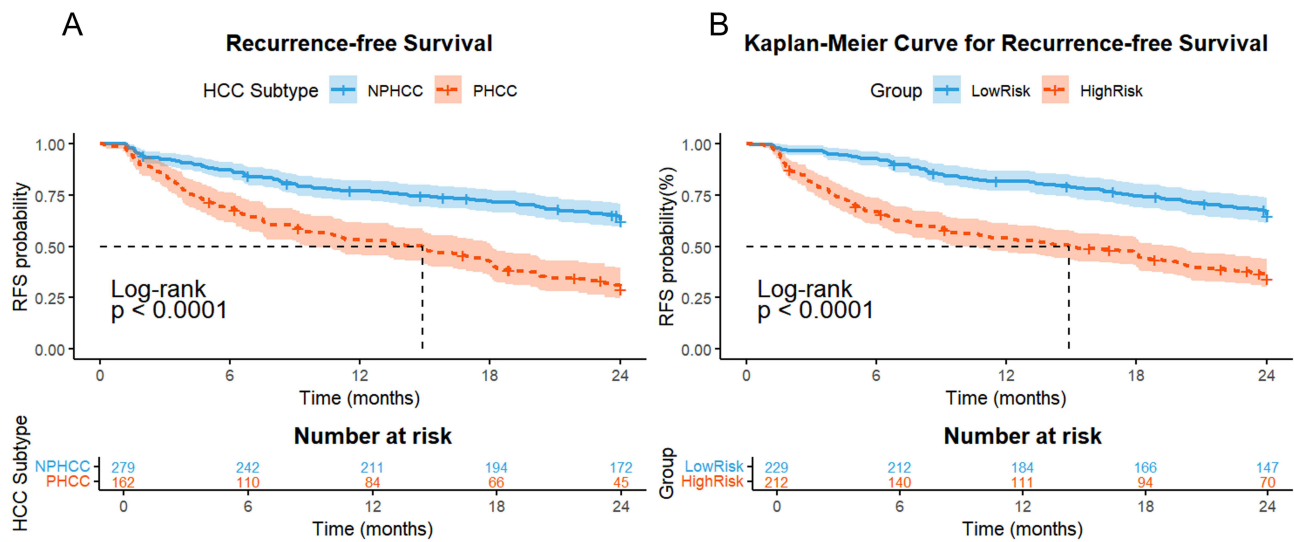 A
Recurrence-free Survival
HCC Subtype NPHCC PHCC
RFS probability
1.00
0.75
0.50
0.25
0.00
Log-rank
p < 0.0001
0 6 12 18 24
Time (months)
HCC Subtype
Number at risk
NPHCC 279 242 211 194 172
PHCC 162 110 84 66 45
0 6 12 18 24
Time (months)
B
Kaplan-Meier Curve for Recurrence-free Survival
Group LowRisk HighRisk
RFS probability(%)
1.00
0.75
0.50
0.25
0.00
Log-rank
p < 0.0001
0 6 12 18 24
Time (months)
Group
Number at risk
LowRisk 229 212 184 166 147
HighRisk 212 140 111 94 70
0 6 12 18 24
Time (months)